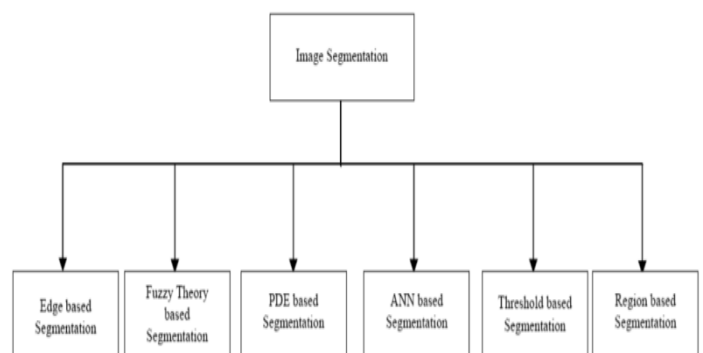 Image Segmentation
Edge based
Segmentation
Fuzzy Theory
based
Segmentation
PDE based
Segmentation
ANN based
Segmentation
Threshold based
Segmentation
Region based
Segmentation